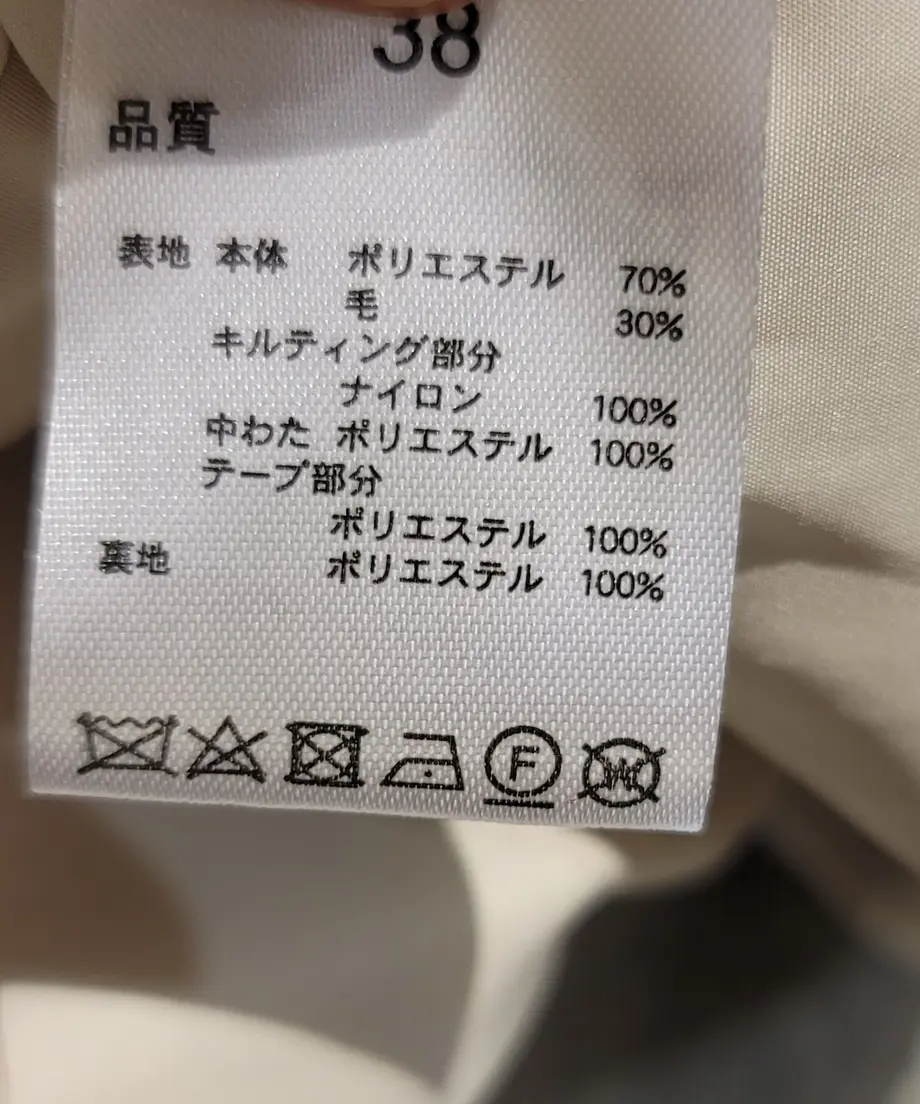 38
品質
表地 本体 ポリエステル 70%
毛 30%
キルティング部分
ナイロン 100%
中わた ポリエステル 100%
テープ部分
ポリエステル 100%
裏地 ポリエステル 100%
F W